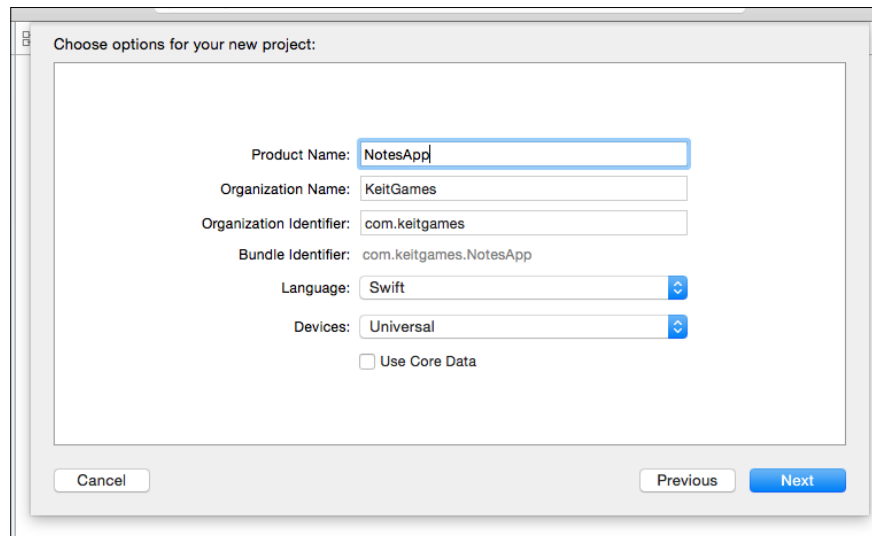 Choose options for your new project:
Product Name: NotesApp
Organization Name: KeitGames
Organization Identifier: com.keitgames
Bundle Identifier: com.keitgames.NotesApp
Language: Swift
Devices: Universal
Use Core Data
Cancel Previous Next